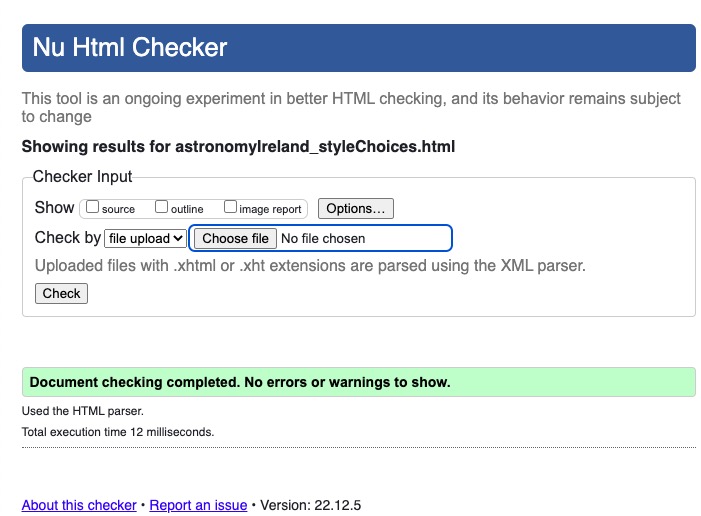 Nu Html Checker
This tool is an ongoing experiment in better HTML checking, and its behavior remains subject
to change
Showing results for astronomyIreland_styleChoices.html
Checker Input
Show source outline image report Options...
Check by file upload Choose file No file chosen
Uploaded files with .xhtml or .xht extensions are parsed using the XML parser.
Check
Document checking completed. No errors or warnings to show.
Used the HTML parser.
Total execution time 12 milliseconds.
About this checker • Report an issue • Version: 22.12.5